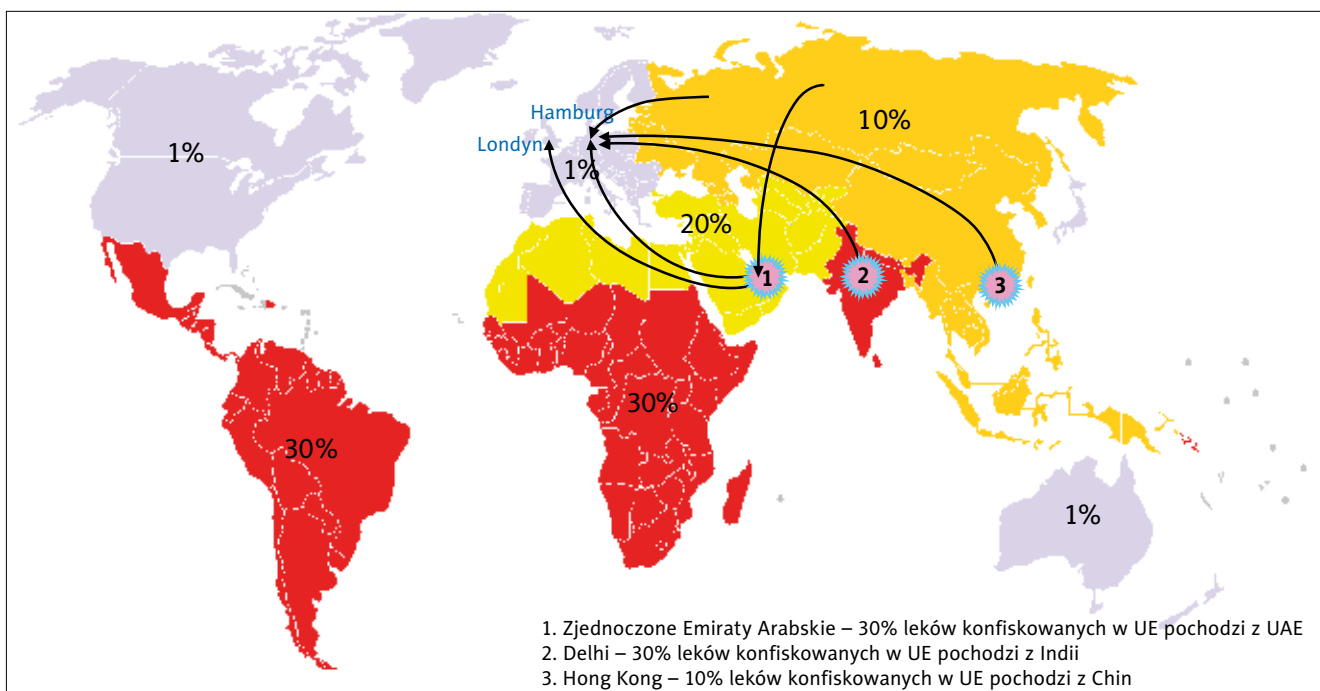 Hamburg
Londyn
10%
1%
1%
20%
1
2
3
30%
30%
1%
1. Zjednoczone Emiraty Arabskie – 30% leków konfiskowanych w UE pochodzi z UAE
2. Delhi – 30% leków konfiskowanych w UE pochodzi z Indii
3. Hong Kong – 10% leków konfiskowanych w UE pochodzi z Chin